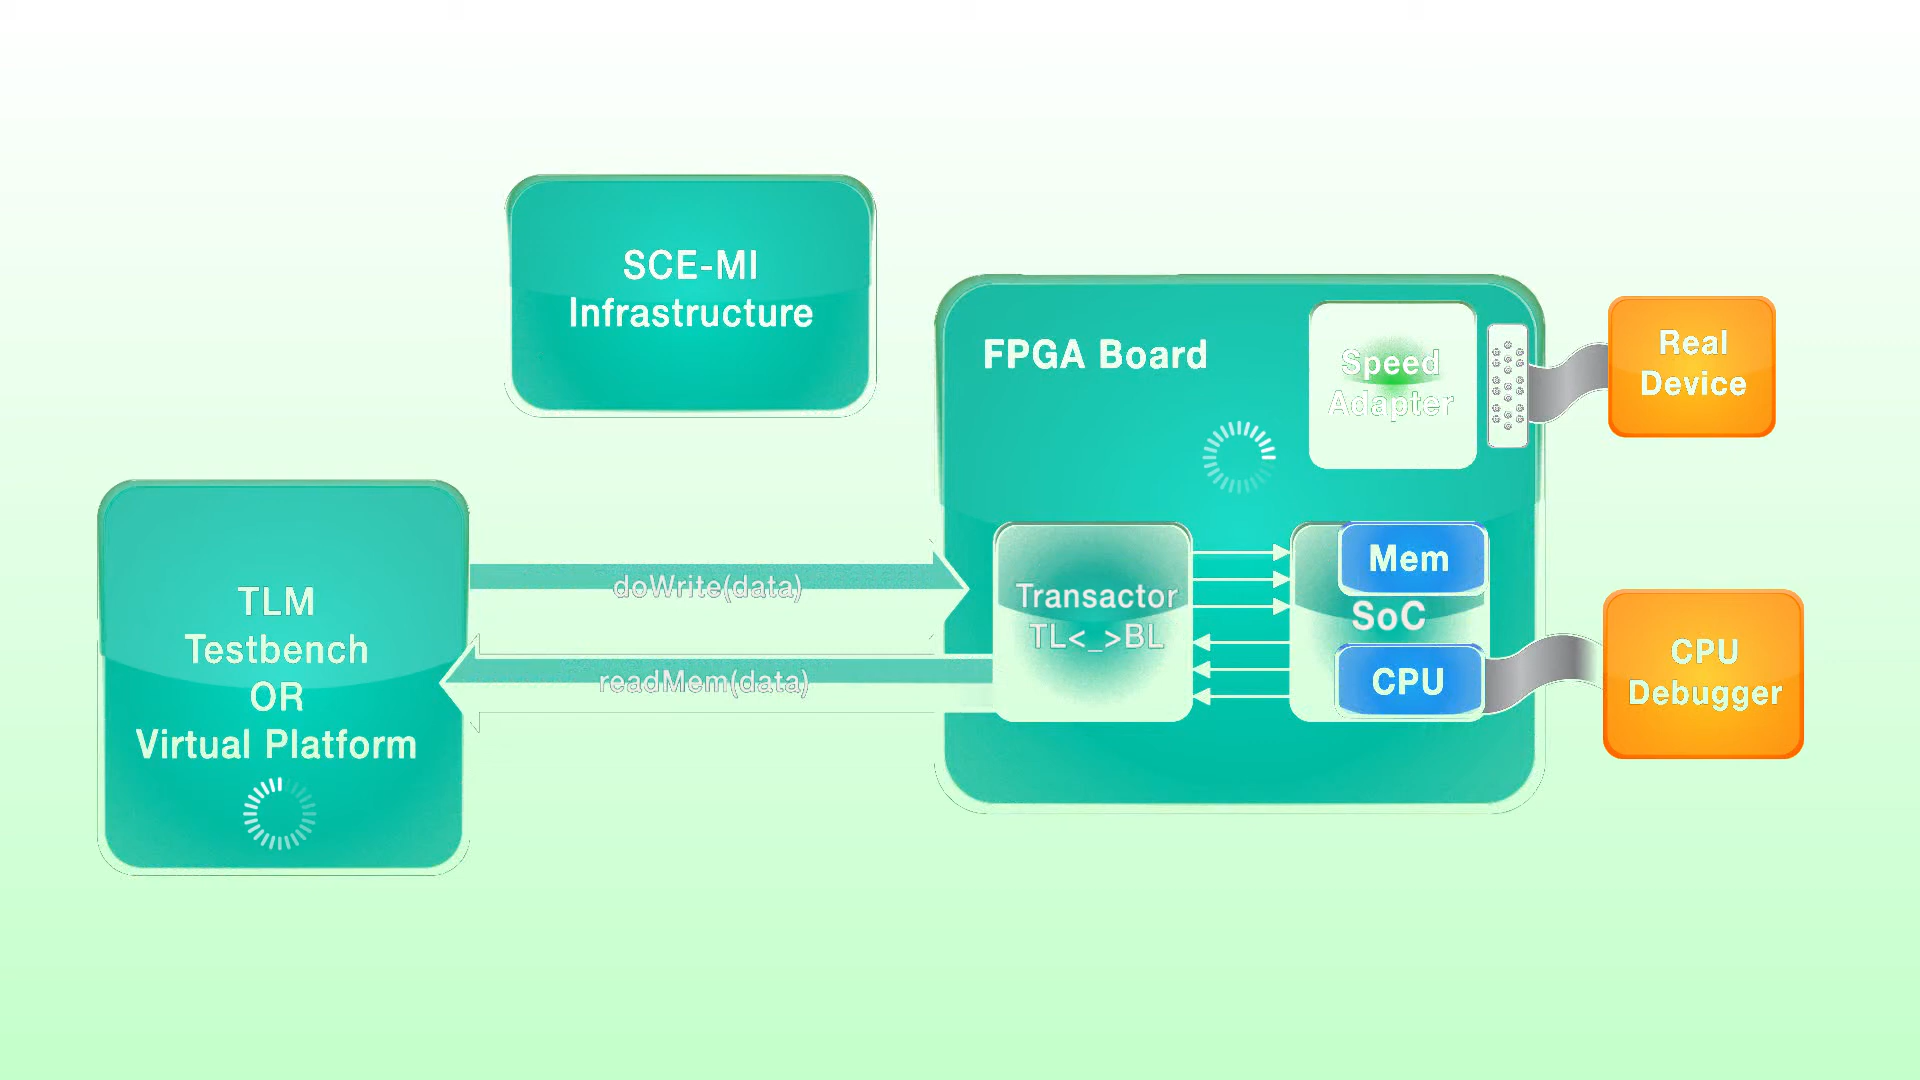 SCE-MI
Infrastructure
FPGA Board
Speed
Adapter
Real
Device
TLM
Testbench
OR
Virtual Platform
doWrite(data)
readMem(data)
Transactor
TL<_>BL
Mem
SoC
CPU
CPU
Debugger